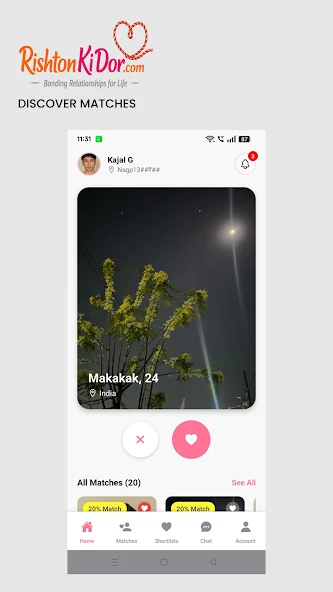 RishtonKiDor.com
Bonding Relationships for Life
DISCOVER MATCHES
11:31
87
Kajal G
3
Nagp13##₹##
Makakak, 24
India
All Matches (20)
See All
20% Match
20% Match
Home
Matches
Shortlists
Chat
Account